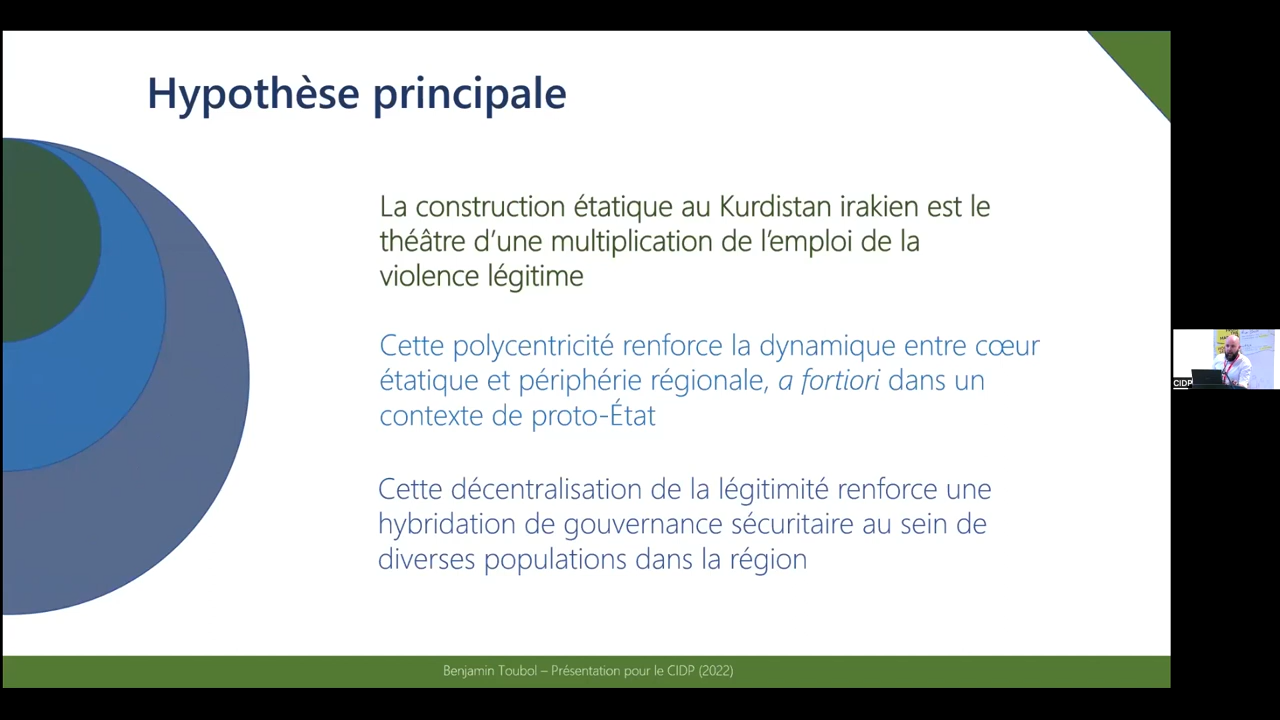 Hypothèse principale
La construction étatique au Kurdistan irakien est le
théâtre d’une multiplication de l’emploi de la
violence légitime
Cette polycentricité renforce la dynamique entre cœur
étatique et périphérie régionale, a fortiori dans un
contexte de proto-État
Cette décentralisation de la légitimité renforce une
hybridation de gouvernance sécuritaire au sein de
diverses populations dans la région
Benjamin Toubol – Présentation pour le CIDP (2022)
CIDP